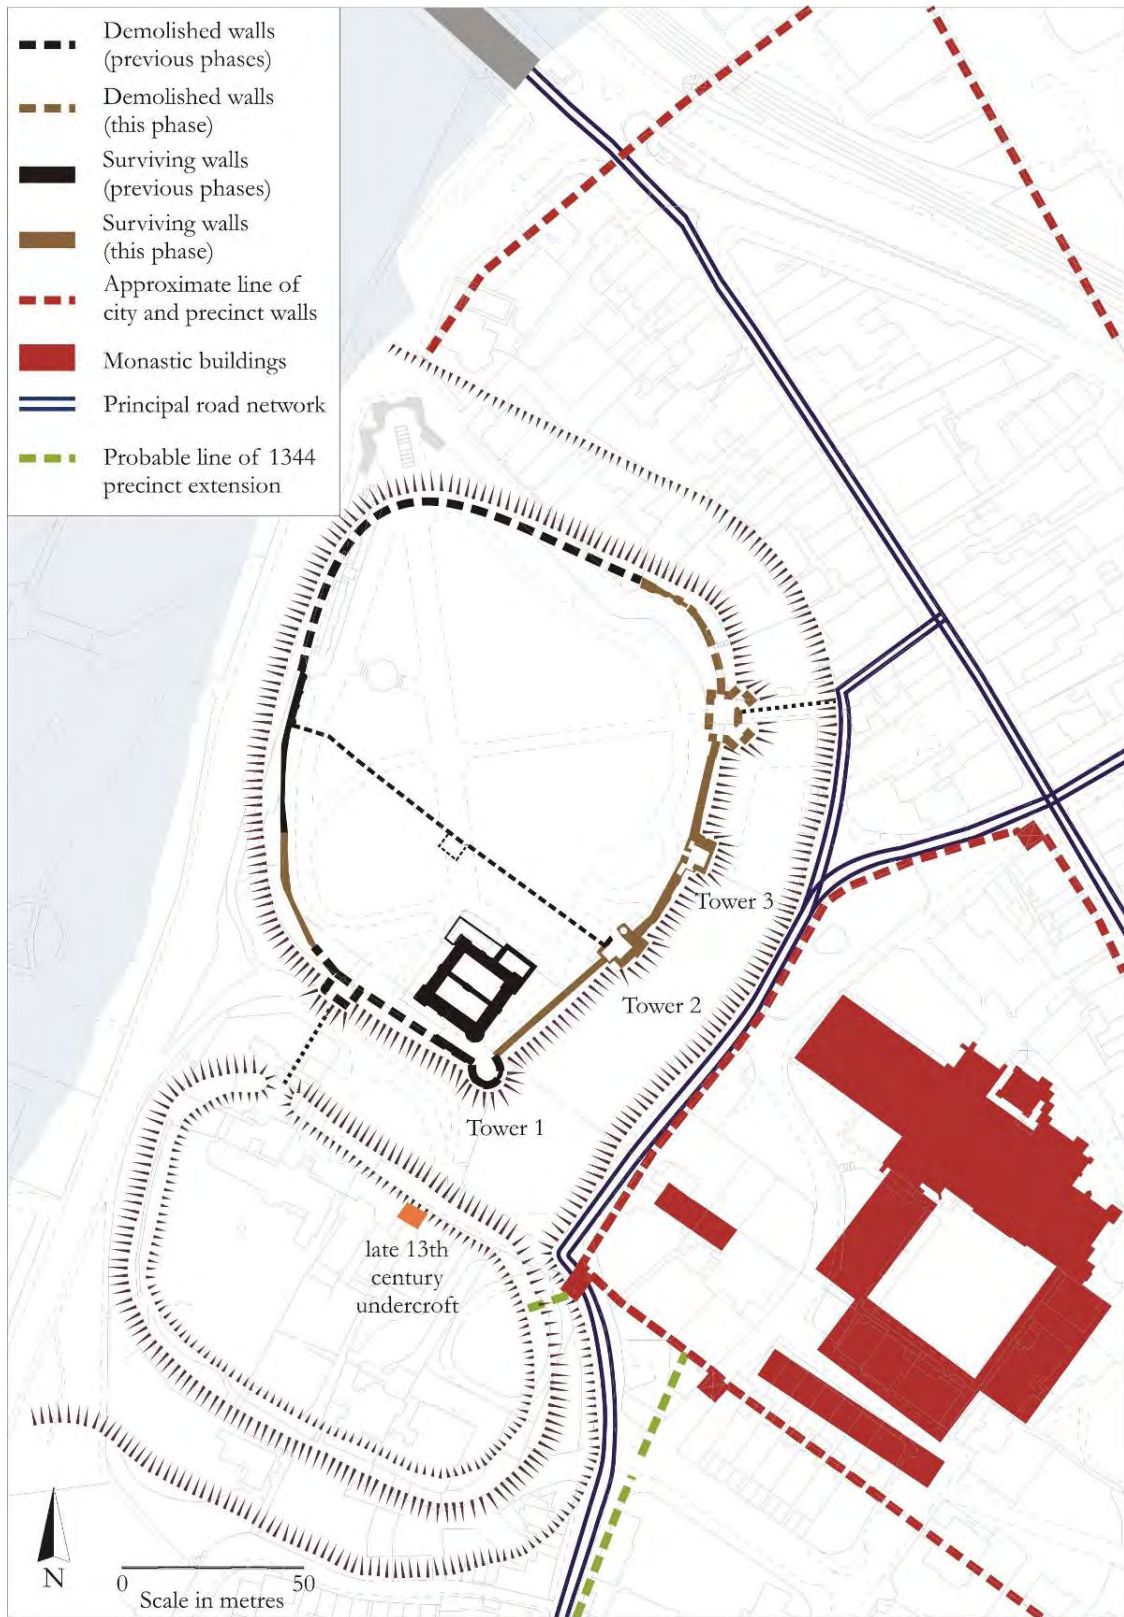 Demolished walls
(previous phases)
Demolished walls
(this phase)
Surviving walls
(previous phases)
Surviving walls
(this phase)
Approximate line of
city and precinct walls
Monastic buildings
Principal road network
Probable line of 1344
precinct extension
Tower 3
Tower 2
Tower 1
late 13th
century
undercroft
N
0 50
Scale in metres